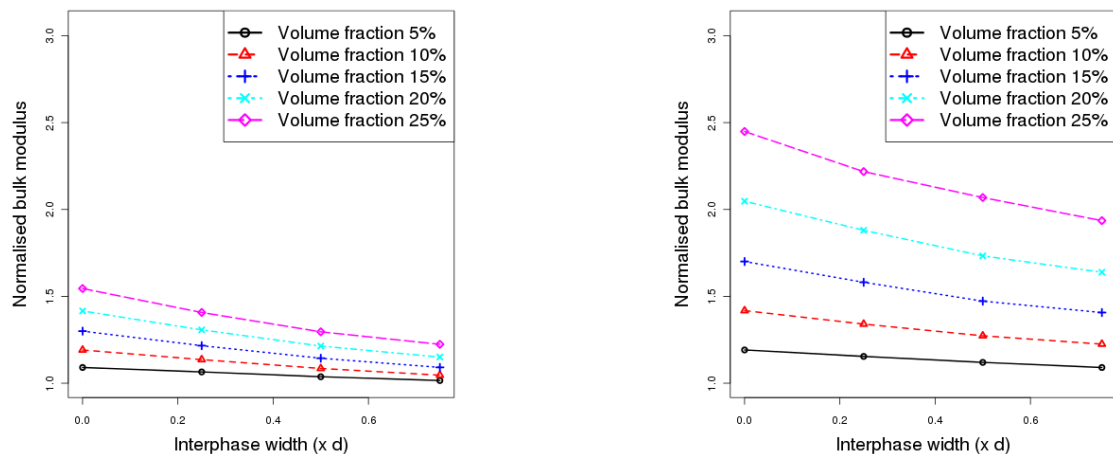 Volume fraction 5%
Volume fraction 10%
Volume fraction 15%
Volume fraction 20%
Volume fraction 25%
Normalised bulk modulus
3.0
2.5
2.0
1.5
1.0
0.0 0.2 0.4 0.6
Interphase width (x d)
Volume fraction 5%
Volume fraction 10%
Volume fraction 15%
Volume fraction 20%
Volume fraction 25%
Normalised bulk modulus
3.0
2.5
2.0
1.5
1.0
0.0 0.2 0.4 0.6
Interphase width (x d)